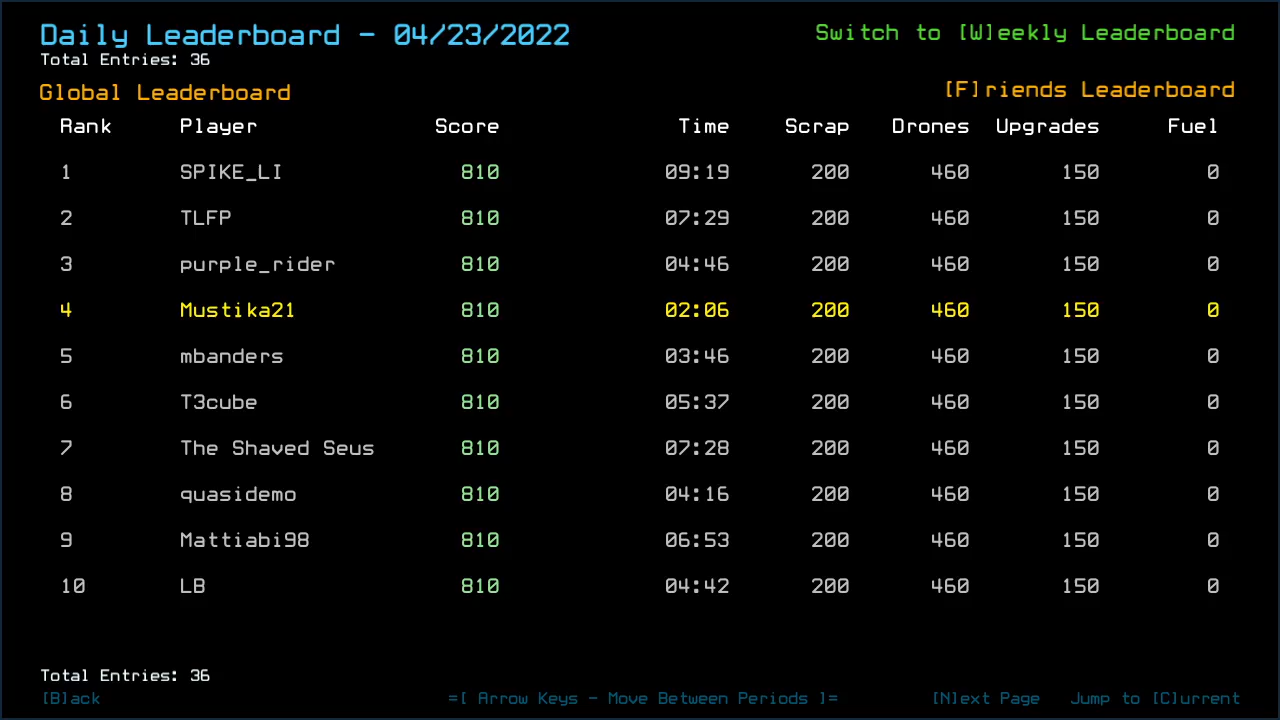 Daily Leaderboard - 04/23/2022 Switch to [W]eekly Leaderboard
Total Entries: 36
Global Leaderboard [F]riends Leaderboard
Rank Player Score Time Scrap Drones Upgrades Fuel
1 SPIKE_LI 810 09:19 200 460 150 0
2 TLFP 810 07:29 200 460 150 0
3 purple_rider 810 04:46 200 460 150 0
4 Mustika21 810 02:06 200 460 150 0
5 mbanders 810 03:46 200 460 150 0
6 T3cube 810 05:37 200 460 150 0
7 The Shaved Seus 810 07:28 200 460 150 0
8 quasidemo 810 04:16 200 460 150 0
9 Mattiabi98 810 06:53 200 460 150 0
10 LB 810 04:42 200 460 150 0
Total Entries: 36
[B]ack =[ Arrow Keys - Move Between Periods ]= [N]ext Page Jump to [C]urrent